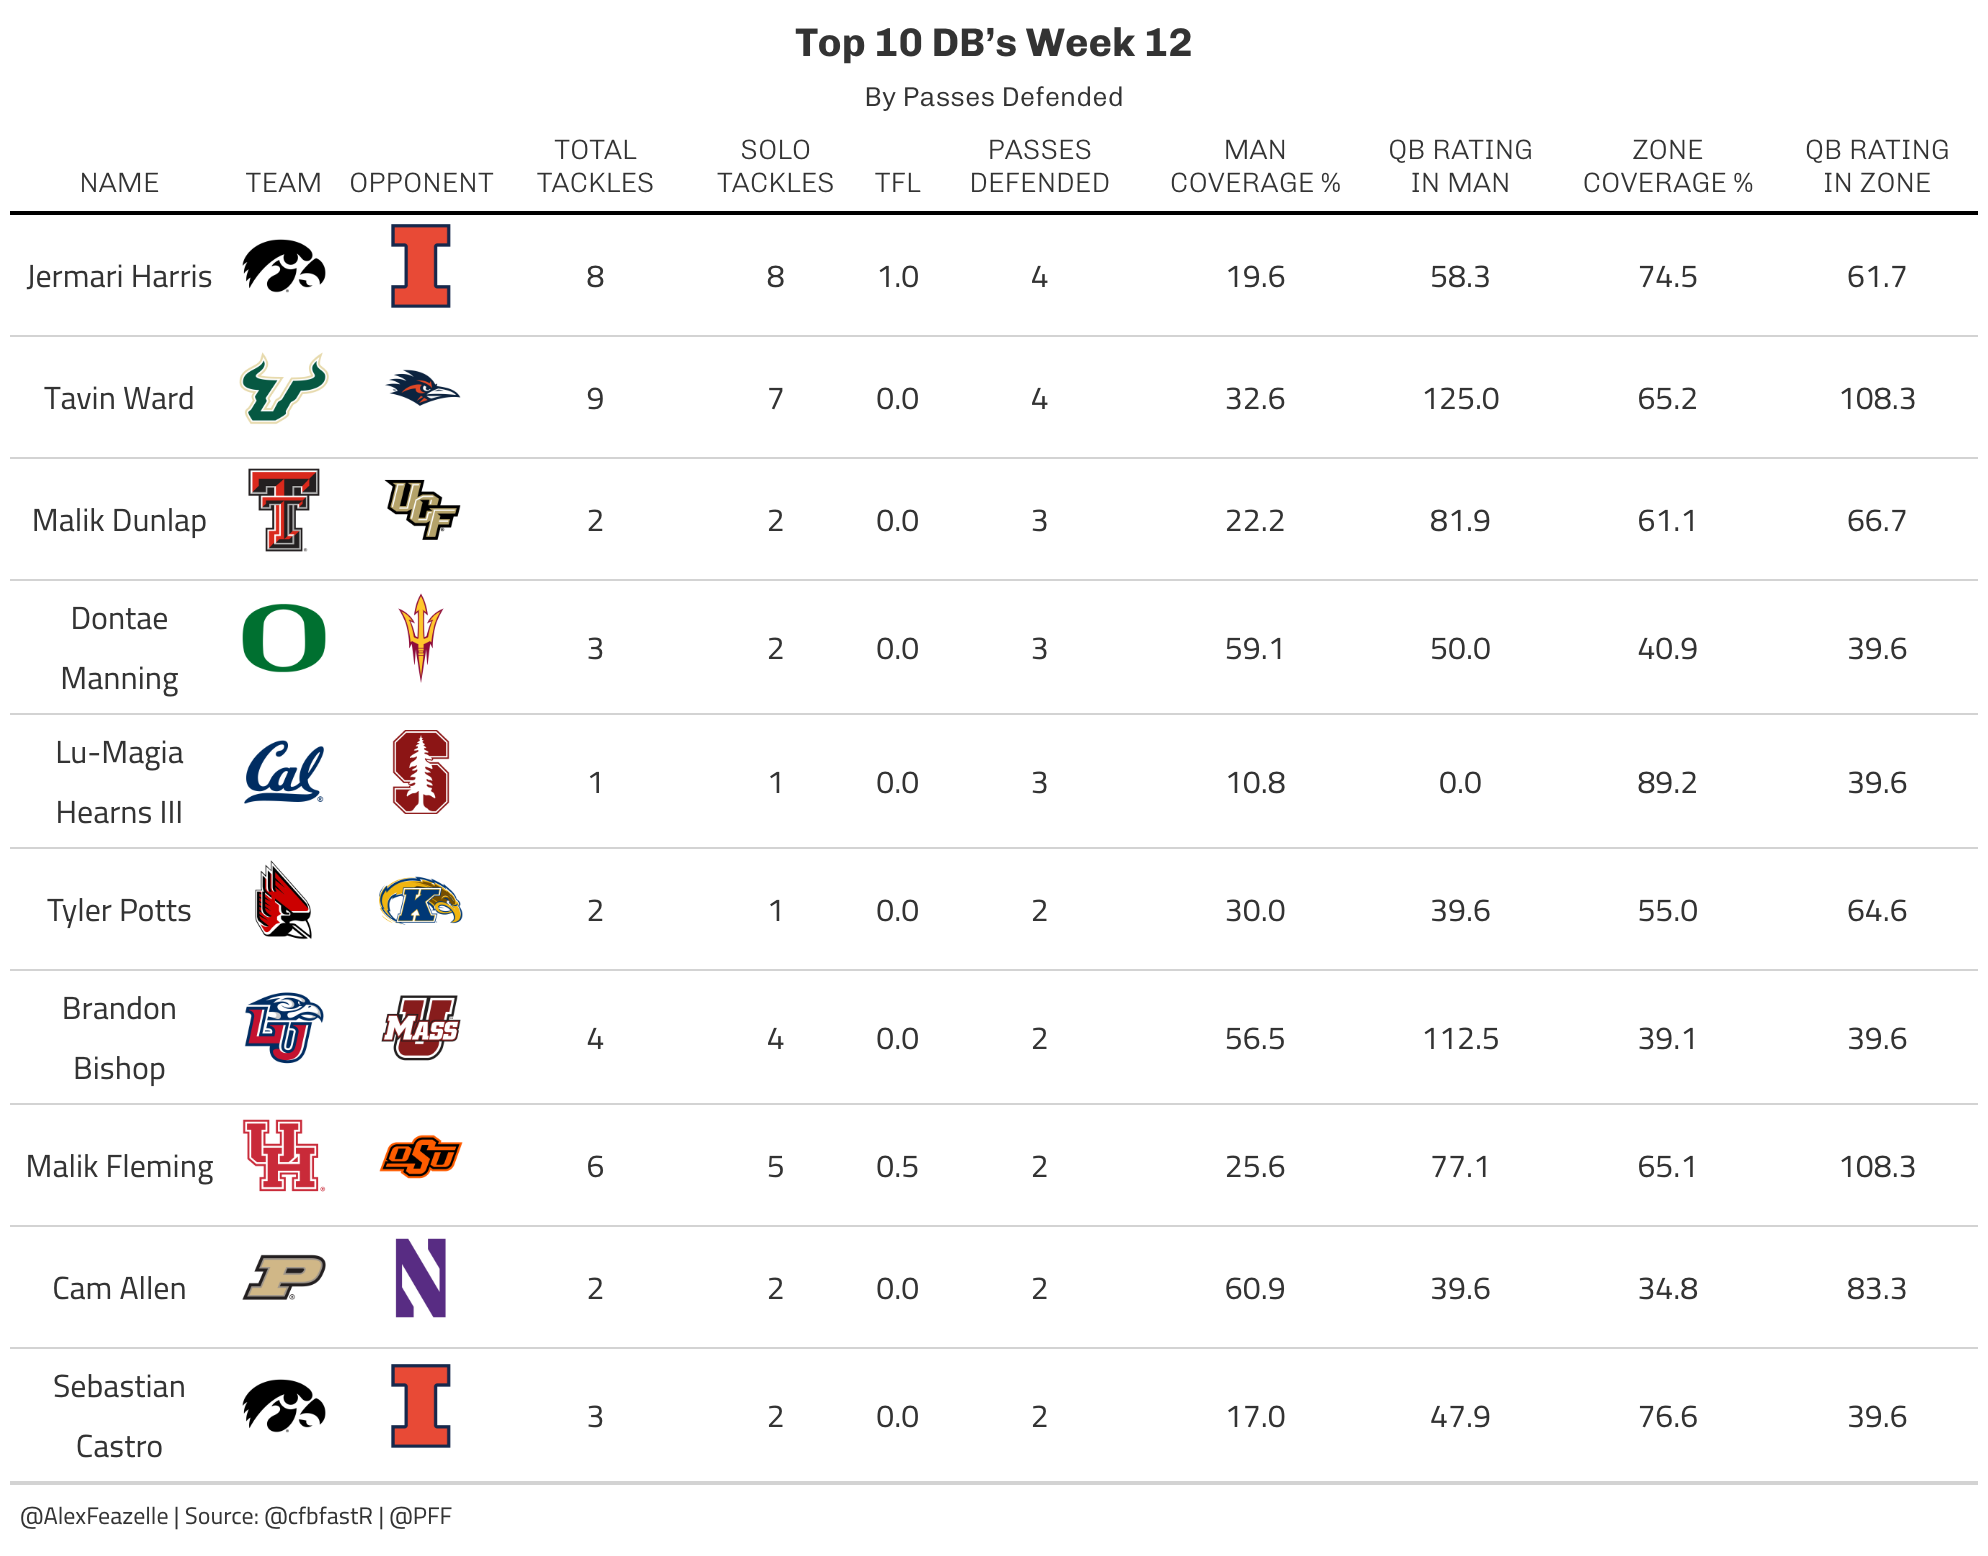 Top 10 DB’s Week 12
By Passes Defended
NAME TEAM OPPONENT TOTAL TACKLES SOLO TACKLES TFL PASSES DEFENDED MAN COVERAGE % QB RATING IN MAN ZONE COVERAGE % QB RATING IN ZONE
Jermari Harris I 8 8 1.0 4 19.6 58.3 74.5 61.7
Tavin Ward U 9 7 0.0 4 32.6 125.0 65.2 108.3
Malik Dunlap TT UCF 2 2 0.0 3 22.2 81.9 61.1 66.7
Dontae Manning O 3 2 0.0 3 59.1 50.0 40.9 39.6
Lu-Magia Hearns III Cal S 1 1 0.0 3 10.8 0.0 89.2 39.6
Tyler Potts K 2 1 0.0 2 30.0 39.6 55.0 64.6
Brandon Bishop LU U MASS 4 4 0.0 2 56.5 112.5 39.1 39.6
Malik Fleming UH OSU 6 5 0.5 2 25.6 77.1 65.1 108.3
Cam Allen P N 2 2 0.0 2 60.9 39.6 34.8 83.3
Sebastian Castro I 3 2 0.0 2 17.0 47.9 76.6 39.6
@AlexFeazelle | Source: @cfbfastR | @PFF